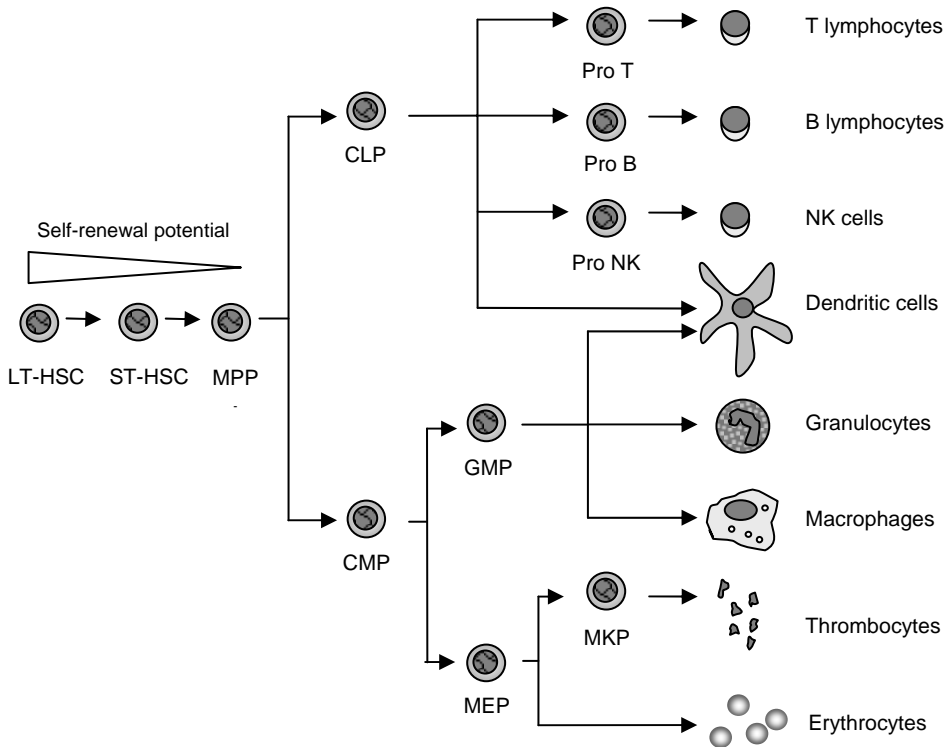 T lymphocytes
Pro T
B lymphocytes
CLP
Pro B
Self-renewal potential
NK cells
Pro NK
Dendritic cells
LT-HSC
ST-HSC
MPP
Granulocytes
GMP
Macrophages
CMP
MKP
Thrombocytes
MEP
Erythrocytes